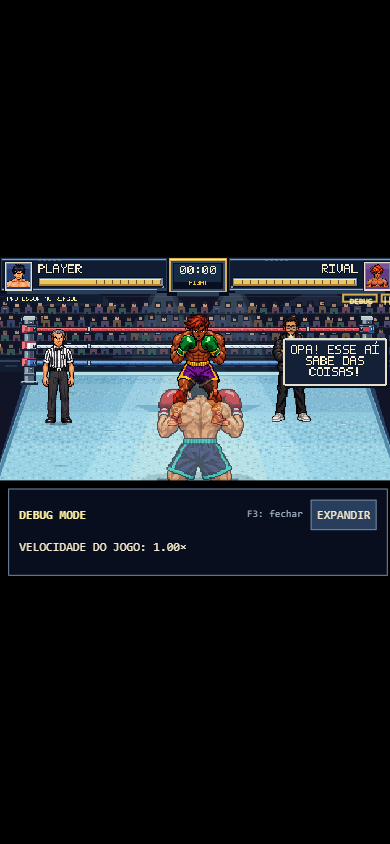 PLAYER
00:00
FIGHT
RIVAL
DEBUG
OPA! ESSE AÍ
SABE DAS
COISAS!
DEBUG MODE
F3: fechar
EXPANDIR
VELOCIDADE DO JOGO: 1.00×